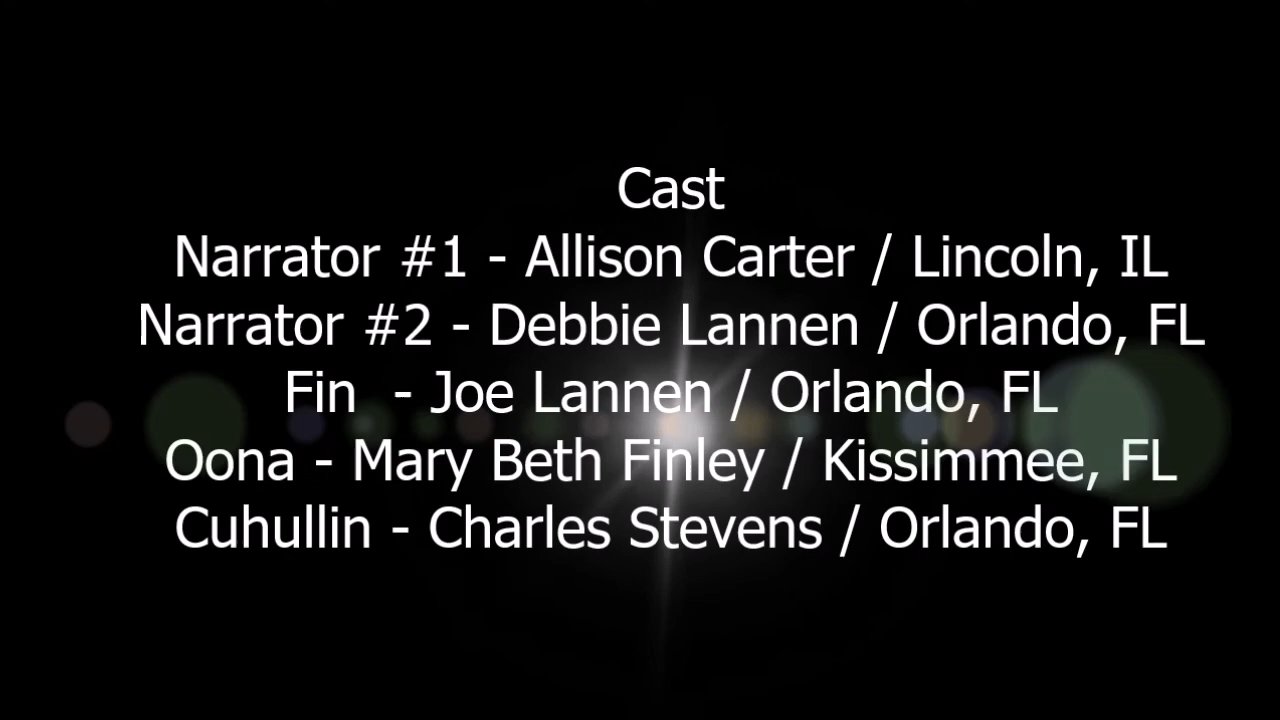 Cast
Narrator #1 - Allison Carter / Lincoln, IL
Narrator #2 - Debbie Lannen / Orlando, FL
Fin  - Joe Lannen / Orlando, FL
Oona - Mary Beth Finley / Kissimmee, FL
Cuhullin - Charles Stevens / Orlando, FL